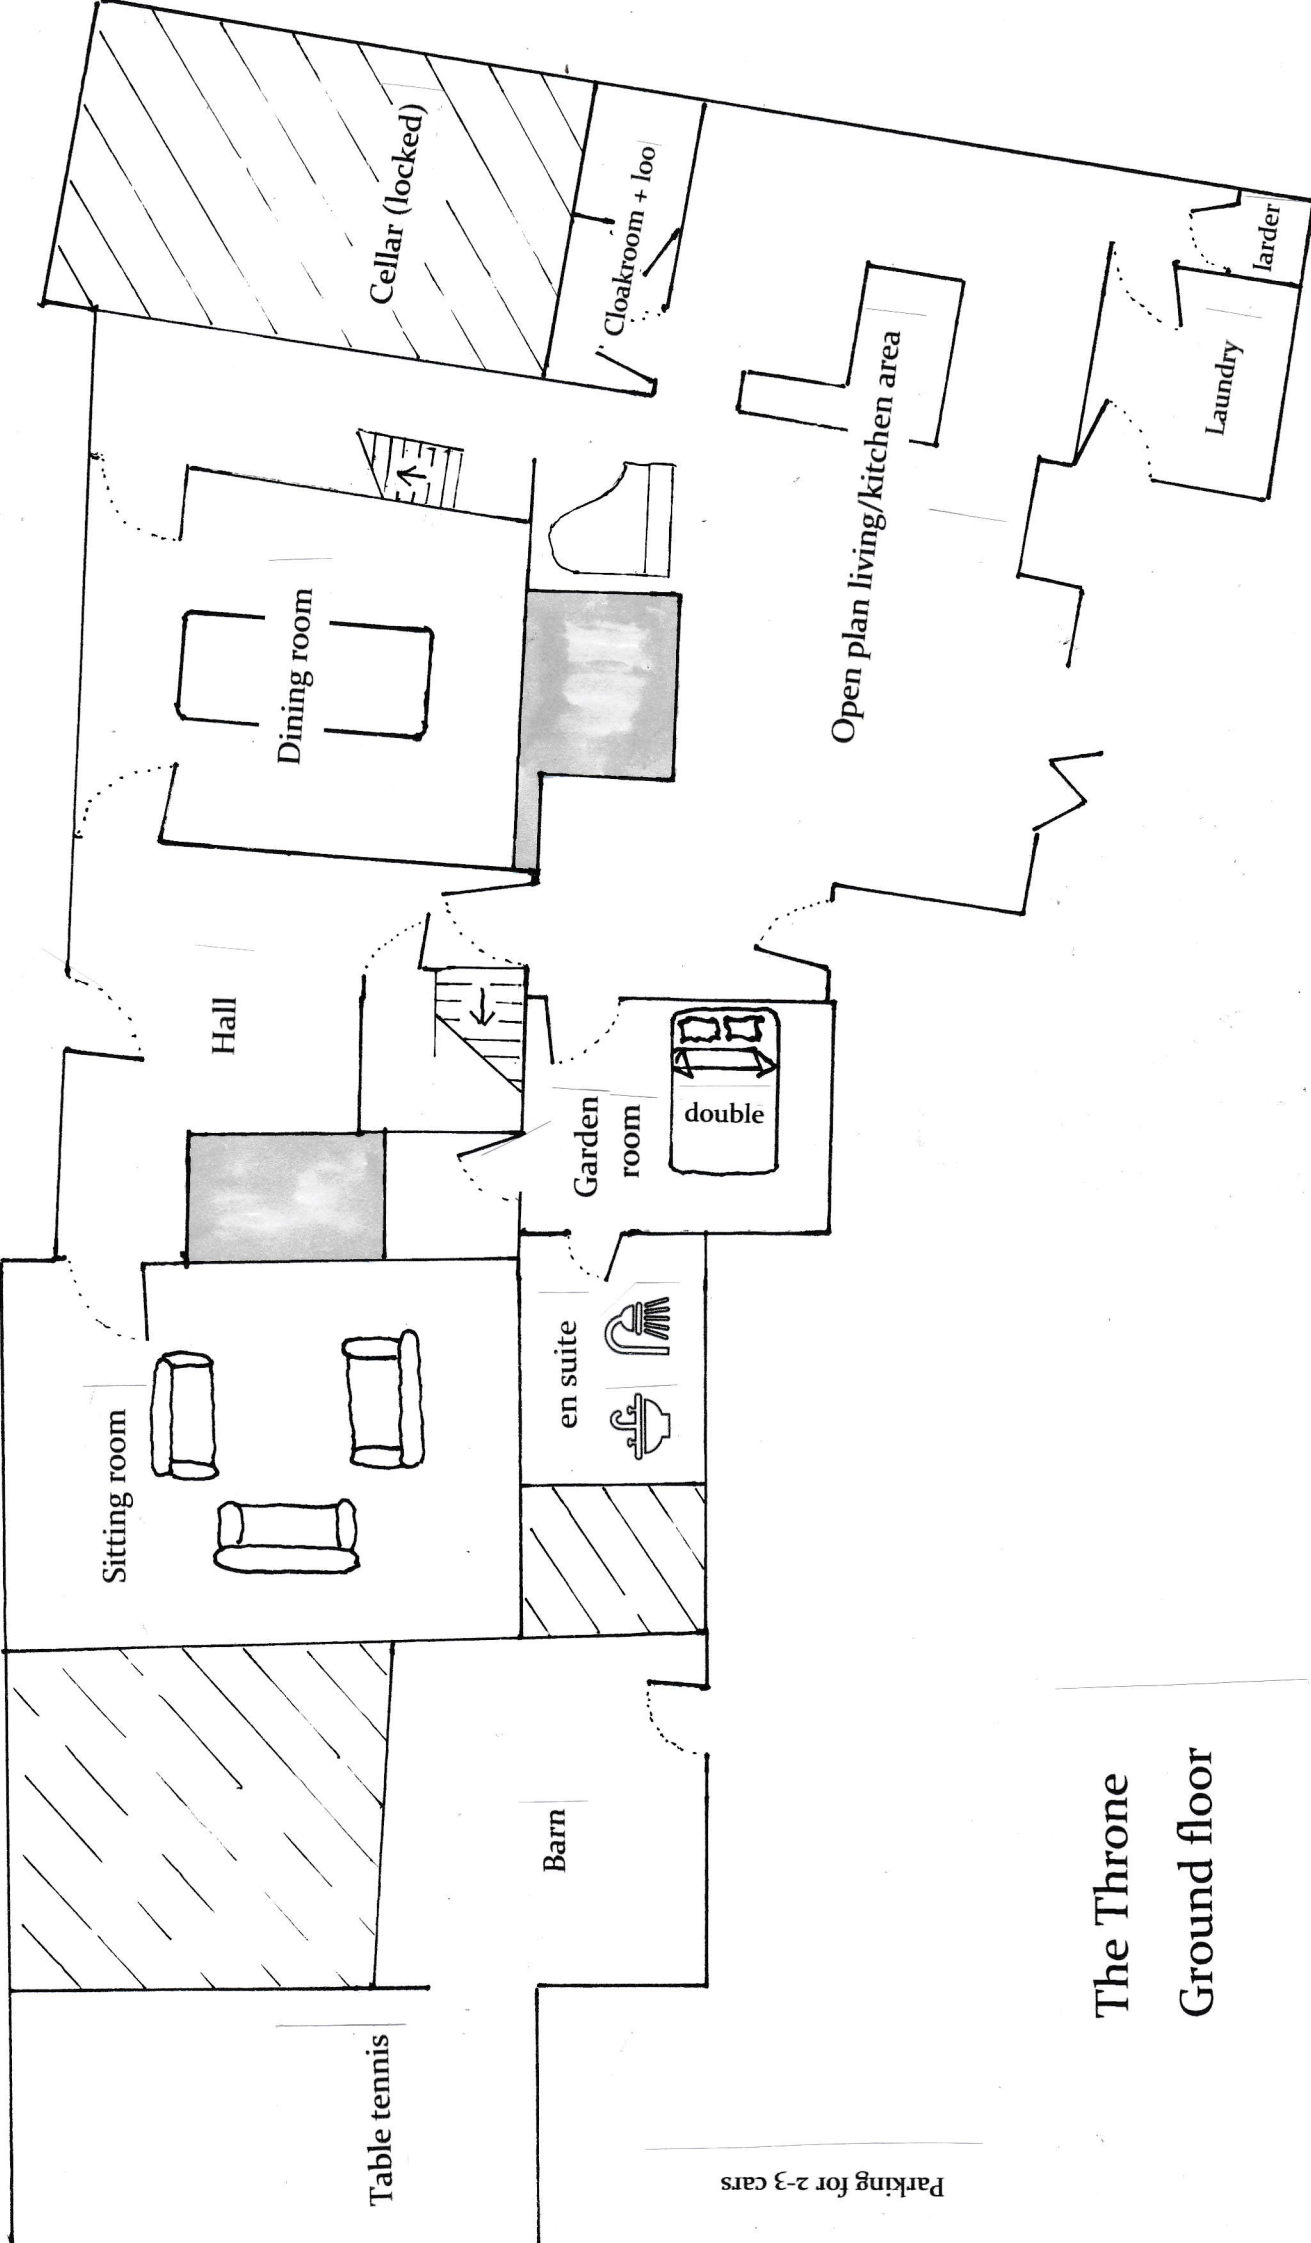 Cellar (locked)
Cloakroom + loo
larder
Laundry
Open plan living/kitchen area
Dining room
Hall
Garden
room
double
en suite
Sitting room
Barn
Table tennis
Parking for 2-3 cars
The Throne
Ground floor